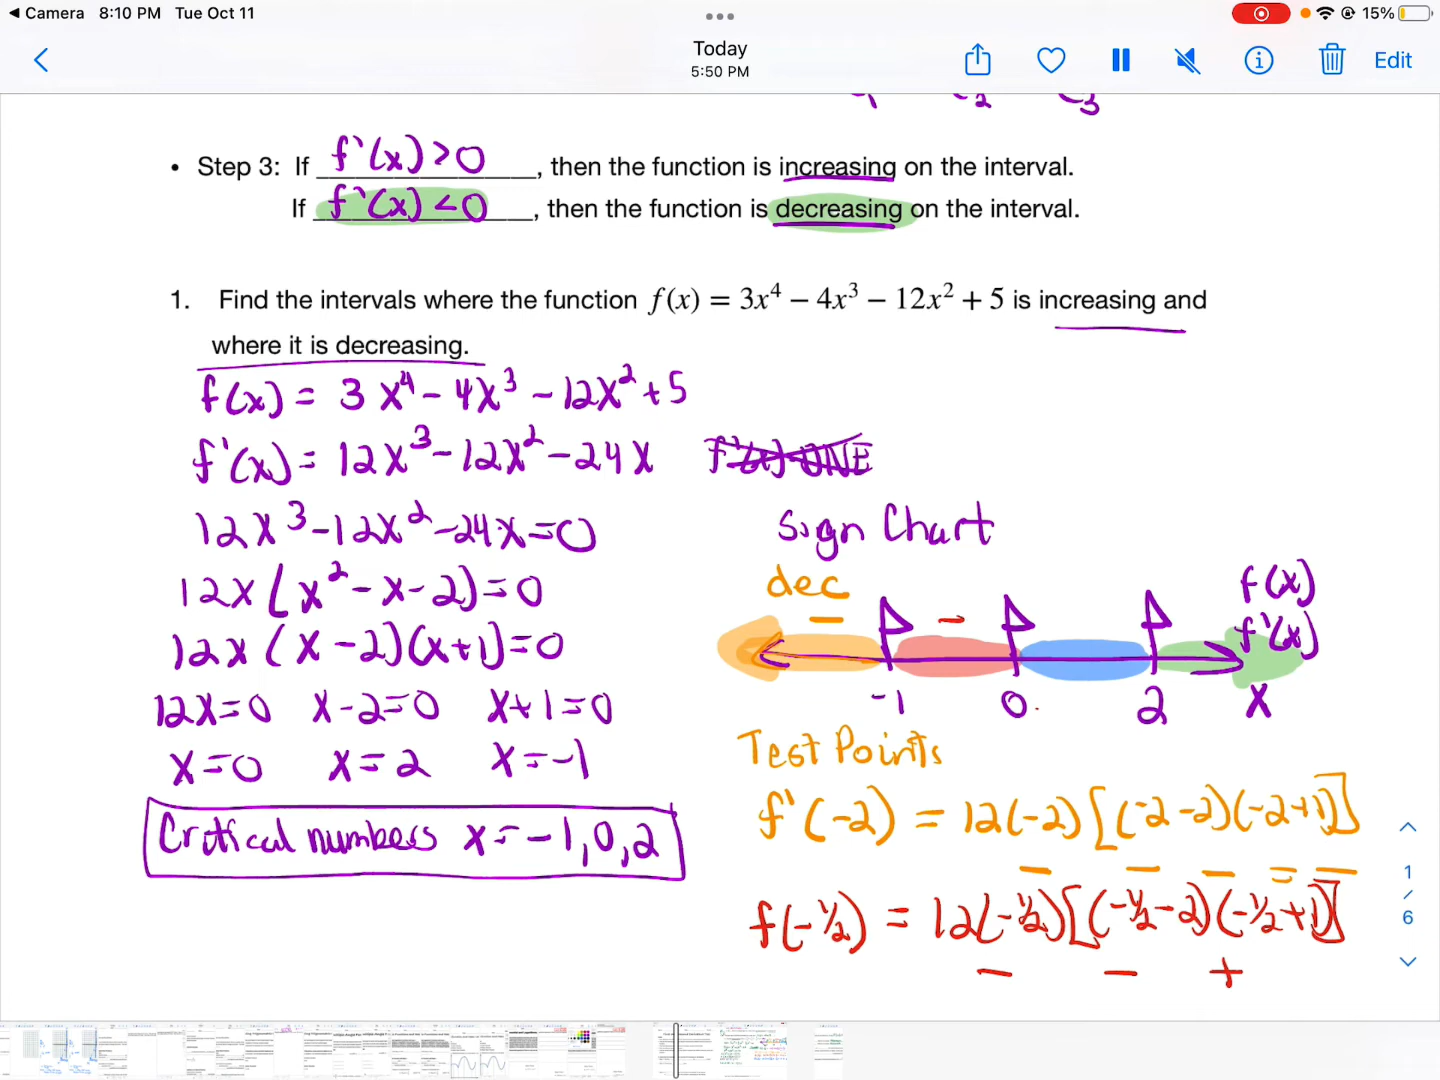 ◀ Camera 8:10 PM Tue Oct 11
15%
Today
5:50 PM
Edit
• Step 3: If f'(x) > 0, then the function is increasing on the interval.
If f'(x) < 0, then the function is decreasing on the interval.
1. Find the intervals where the function f(x) = 3x⁴ − 4x³ − 12x² + 5 is increasing and
where it is decreasing.
f(x) = 3x⁴ − 4x³ − 12x² + 5
f'(x) = 12x³ − 12x² − 24x
12x³ − 12x² − 24x = 0
12x(x² − x − 2) = 0
12x(x − 2)(x + 1) = 0
12x = 0 x − 2 = 0 x + 1 = 0
x = 0 x = 2 x = −1
Critical numbers x = −1, 0, 2
Sign Chart
dec
− −
f(x)
f'(x)
−1 0 2 x
Test Points
f'(−2) = 12(−2)[(−2−2)(−2+1)]
− − − = −
f(−½) = 12(−½)[(−½−2)(−½+1)]
− − +
1
/
6